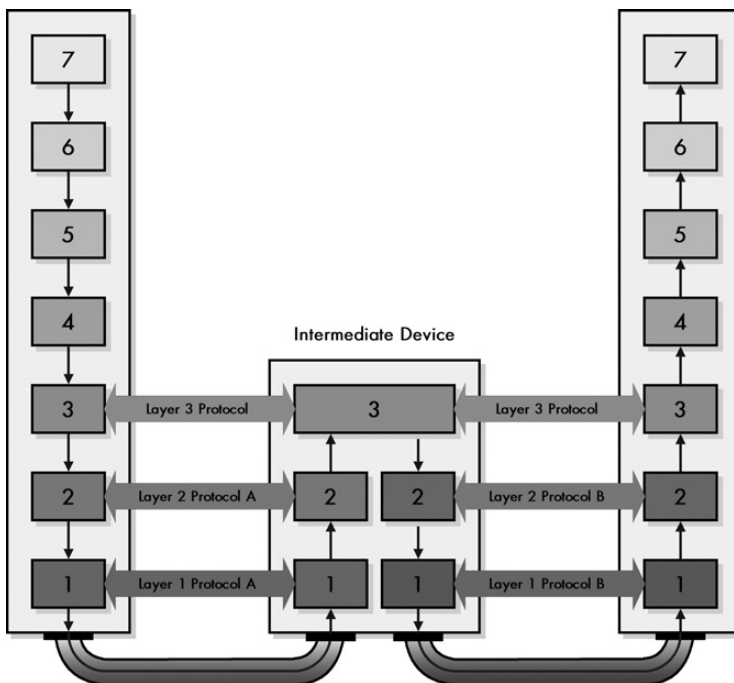 7 7
6 6
5 5
4 4
Intermediate Device
3 Layer 3 Protocol 3 Layer 3 Protocol 3
2 Layer 2 Protocol A 2 2 Layer 2 Protocol B 2
1 Layer 1 Protocol A 1 1 Layer 1 Protocol B 1